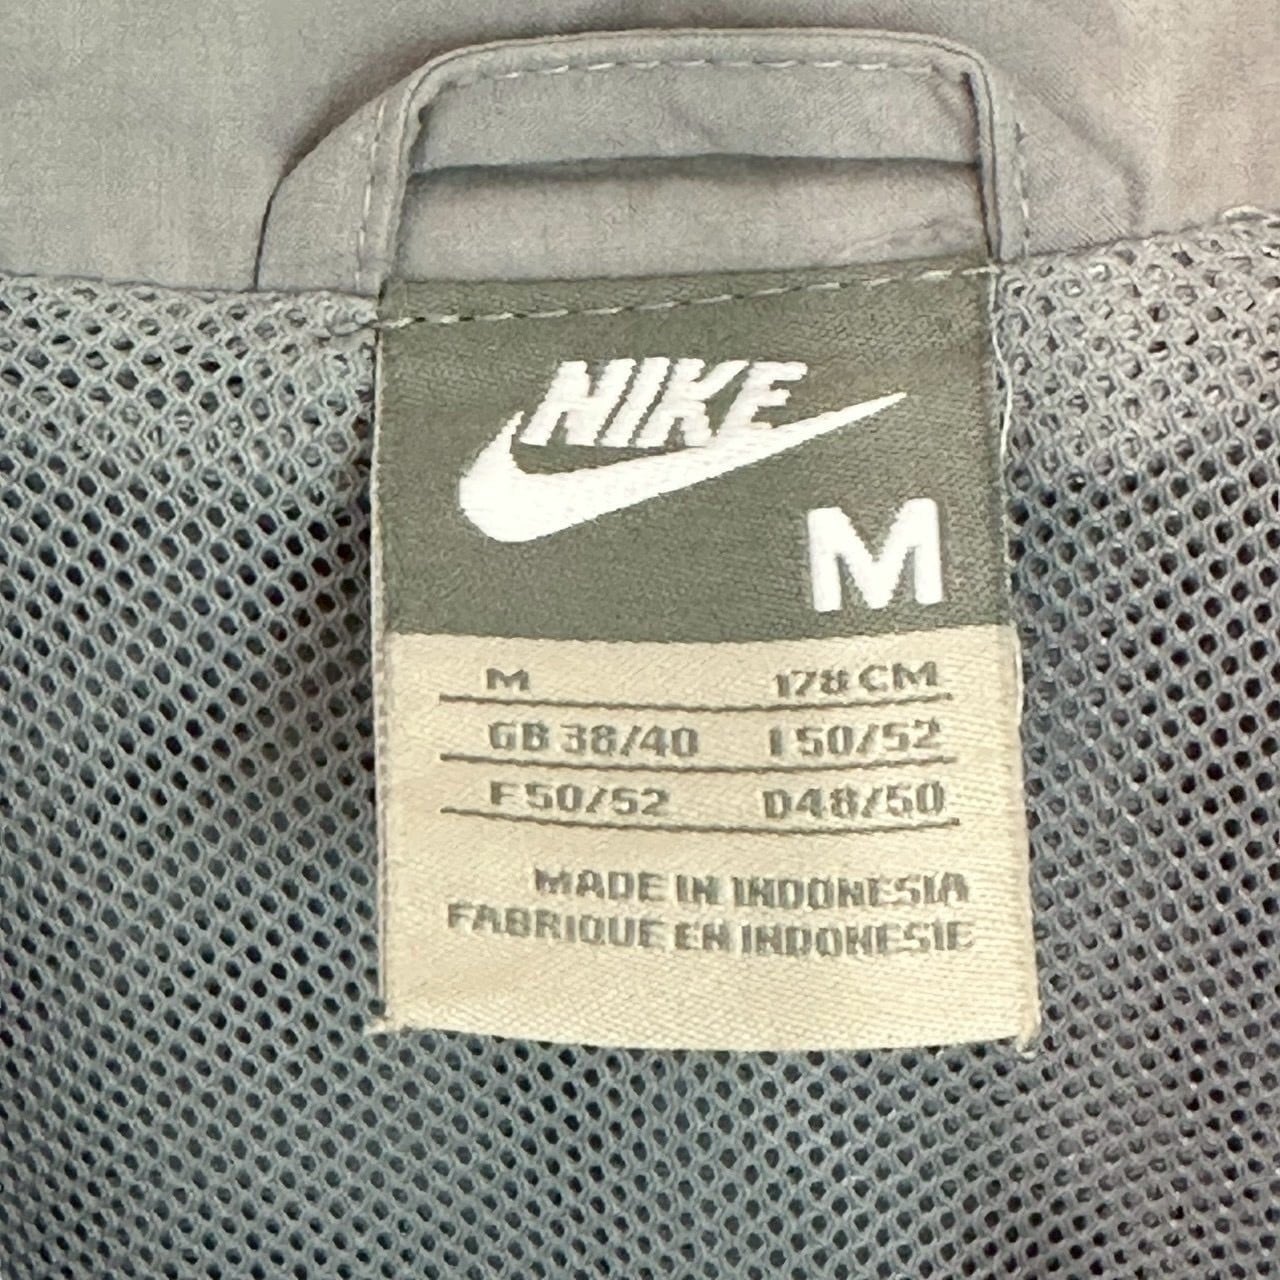 NIKE
M
M 178 CM
GB 38/40 I 50/52
F 50/52 D 48/50
MADE IN INDONESIA
FABRIQUE EN INDONESIE